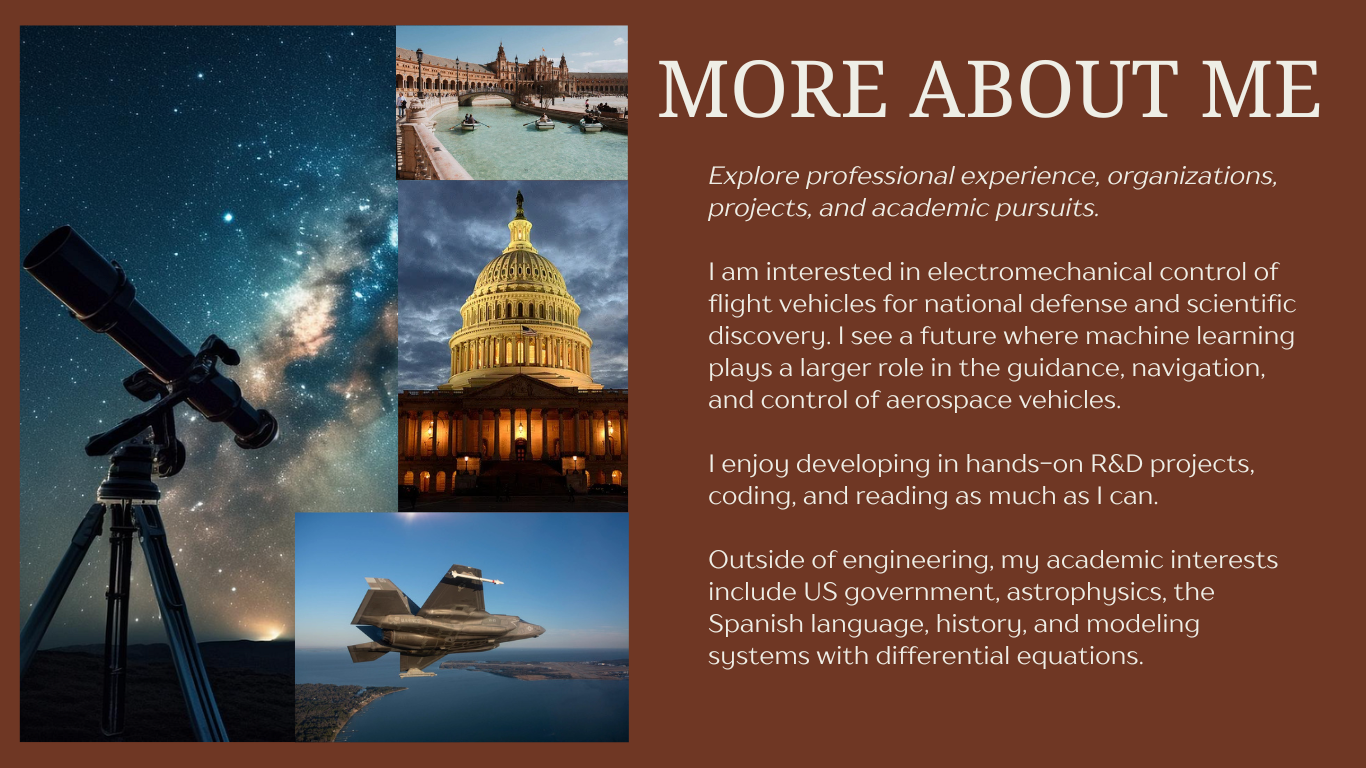 MORE ABOUT ME
Explore professional experience, organizations,
projects, and academic pursuits.
I am interested in electromechanical control of
flight vehicles for national defense and scientific
discovery. I see a future where machine learning
plays a larger role in the guidance, navigation,
and control of aerospace vehicles.
I enjoy developing in hands-on R&D projects,
coding, and reading as much as I can.
Outside of engineering, my academic interests
include US government, astrophysics, the
Spanish language, history, and modeling
systems with differential equations.